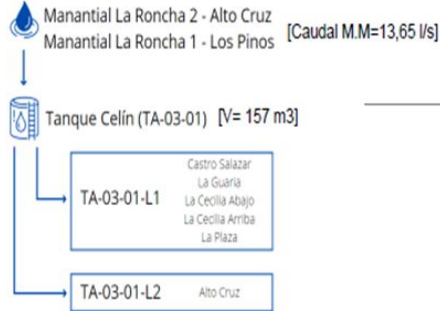 Manantial La Roncha 2 - Alto Cruz
Manantial La Roncha 1 - Los Pinos [Caudal M.M=13,65 l/s]
Tanque Celín (TA-03-01) [V= 157 m3]
Castro Salazar
La Guaria
TA-03-01-L1 La Cecilia Abajo
La Cecilia Arriba
La Plaza
TA-03-01-L2 Alto Cruz